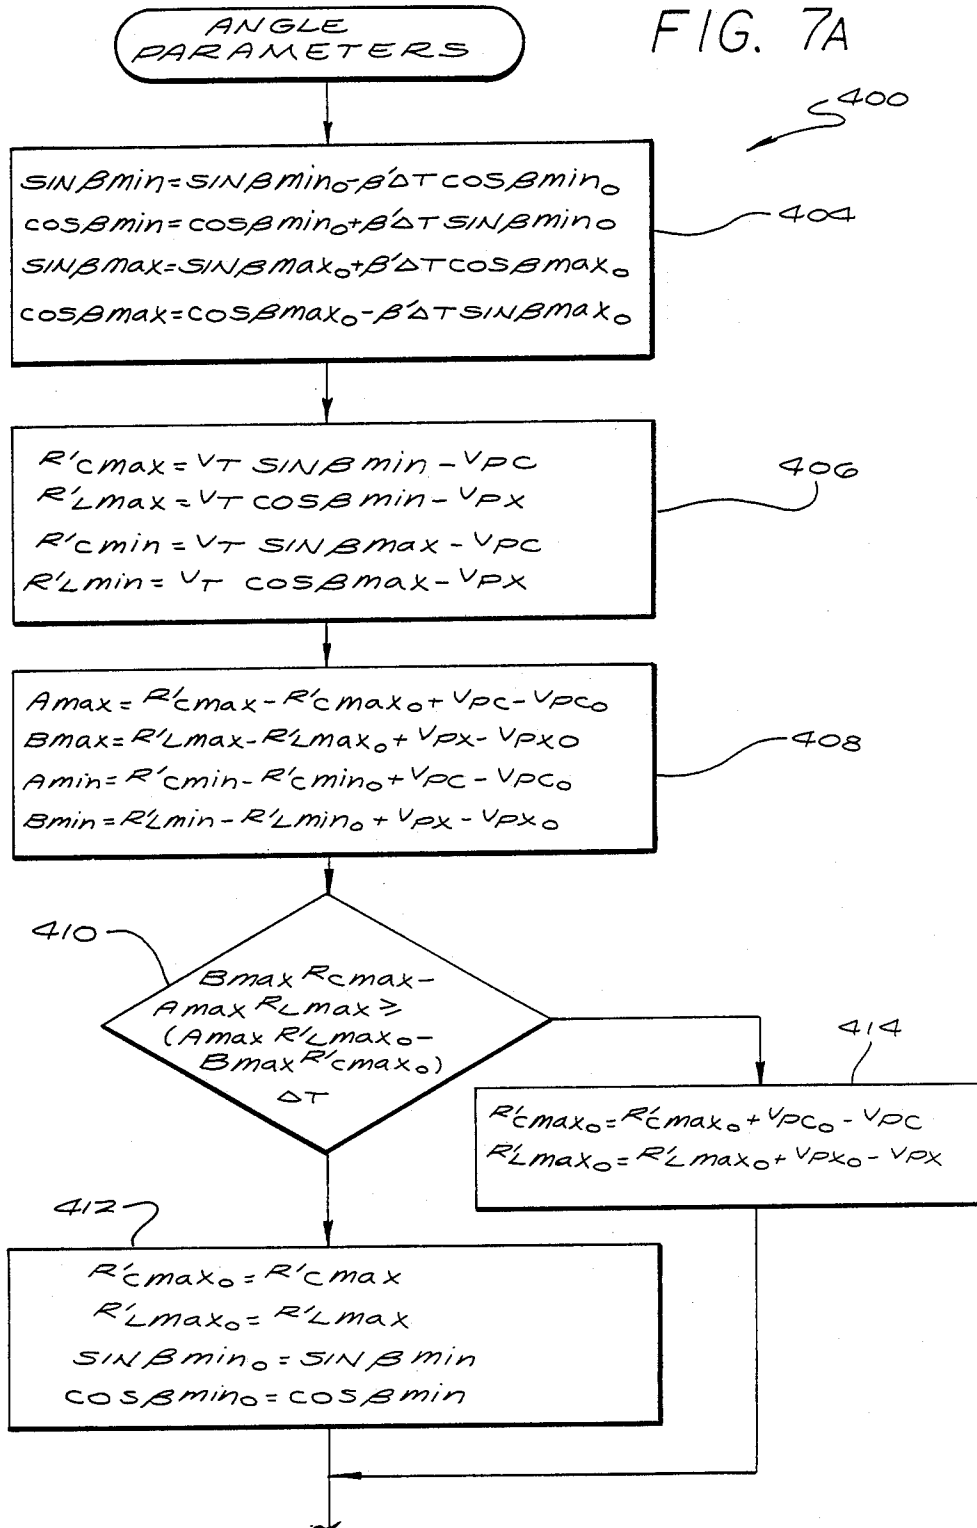 ANGLE
PARAMETERS
FIG. 7A
400
SINβmin=SINβmin₀-β'ΔT COSβmin₀
COSβmin=COSβmin₀+β'ΔT SINβmin₀
SINβmax=SINβmax₀+β'ΔT COSβmax₀
COSβmax=COSβmax₀-β'ΔT SINβmax₀
404
R'cmax=VT SINβmin-VPC
R'Lmax=VT COSβmin-VPX
R'cmin=VT SINβmax-VPC
R'Lmin=VT COSβmax-VPX
406
Amax=R'cmax-R'cmax₀+VPC-VPC₀
Bmax=R'Lmax-R'Lmax₀+VPX-VPX₀
Amin=R'cmin-R'cmin₀+VPC-VPC₀
Bmin=R'Lmin-R'Lmin₀+VPX-VPX₀
408
410
Bmax Rcmax-
Amax RLmax≥
(Amax R'Lmax₀-
Bmax R'cmax₀)
ΔT
414
R'cmax₀=R'cmax₀+VPC₀-VPC
R'Lmax₀=R'Lmax₀+VPX₀-VPX
412
R'cmax₀=R'cmax
R'Lmax₀=R'Lmax
SINβmin₀=SINβmin
COSβmin₀=COSβmin